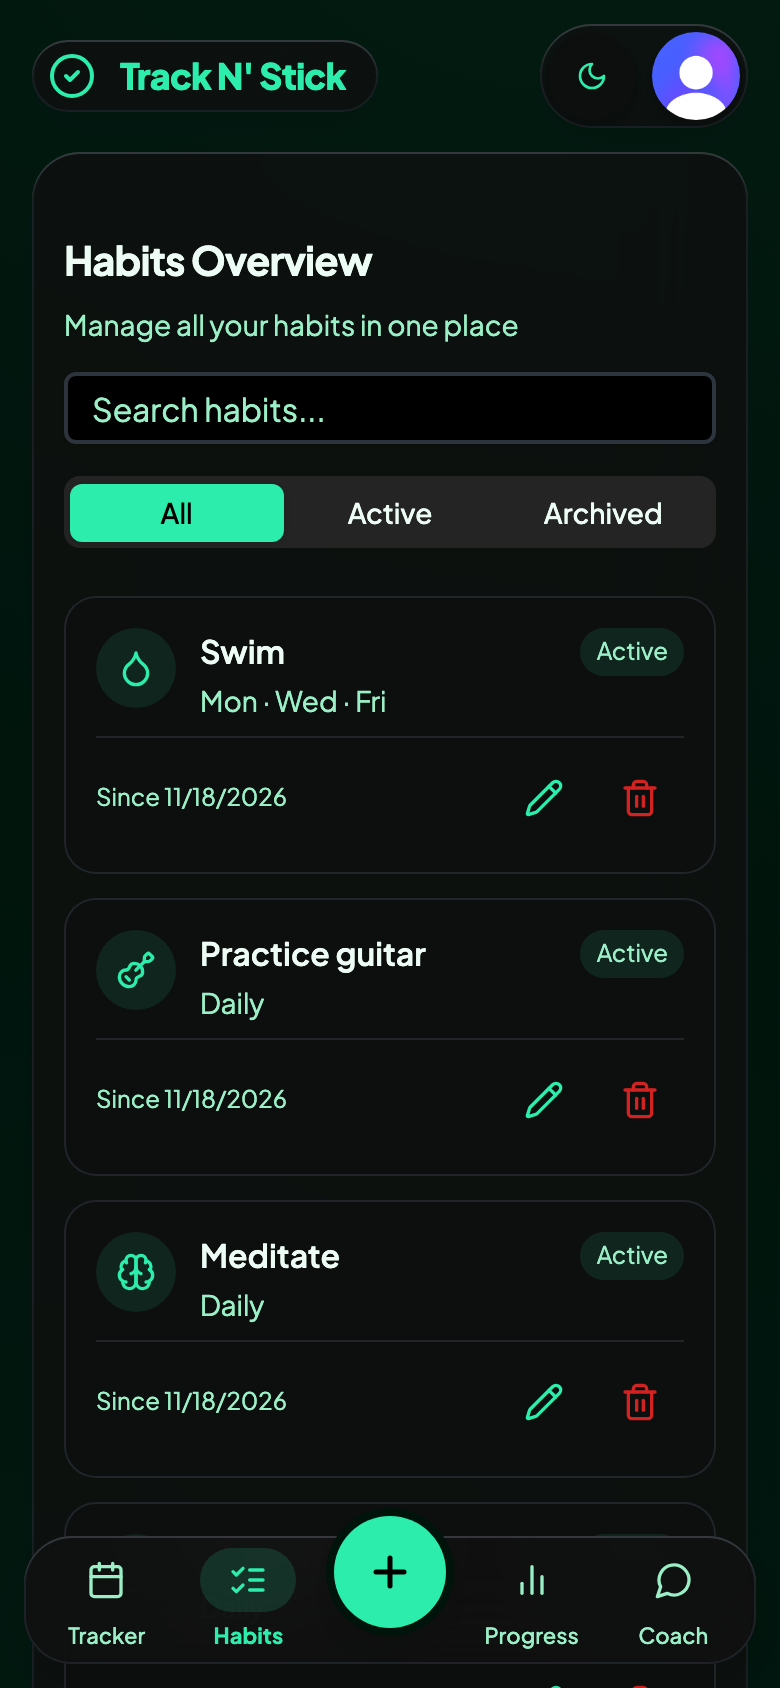 Track N' Stick
Habits Overview
Manage all your habits in one place
Search habits...
All
Active
Archived
Swim
Active
Mon · Wed · Fri
Since 11/18/2026
Practice guitar
Active
Daily
Since 11/18/2026
Meditate
Active
Daily
Since 11/18/2026
Tracker
Habits
Progress
Coach